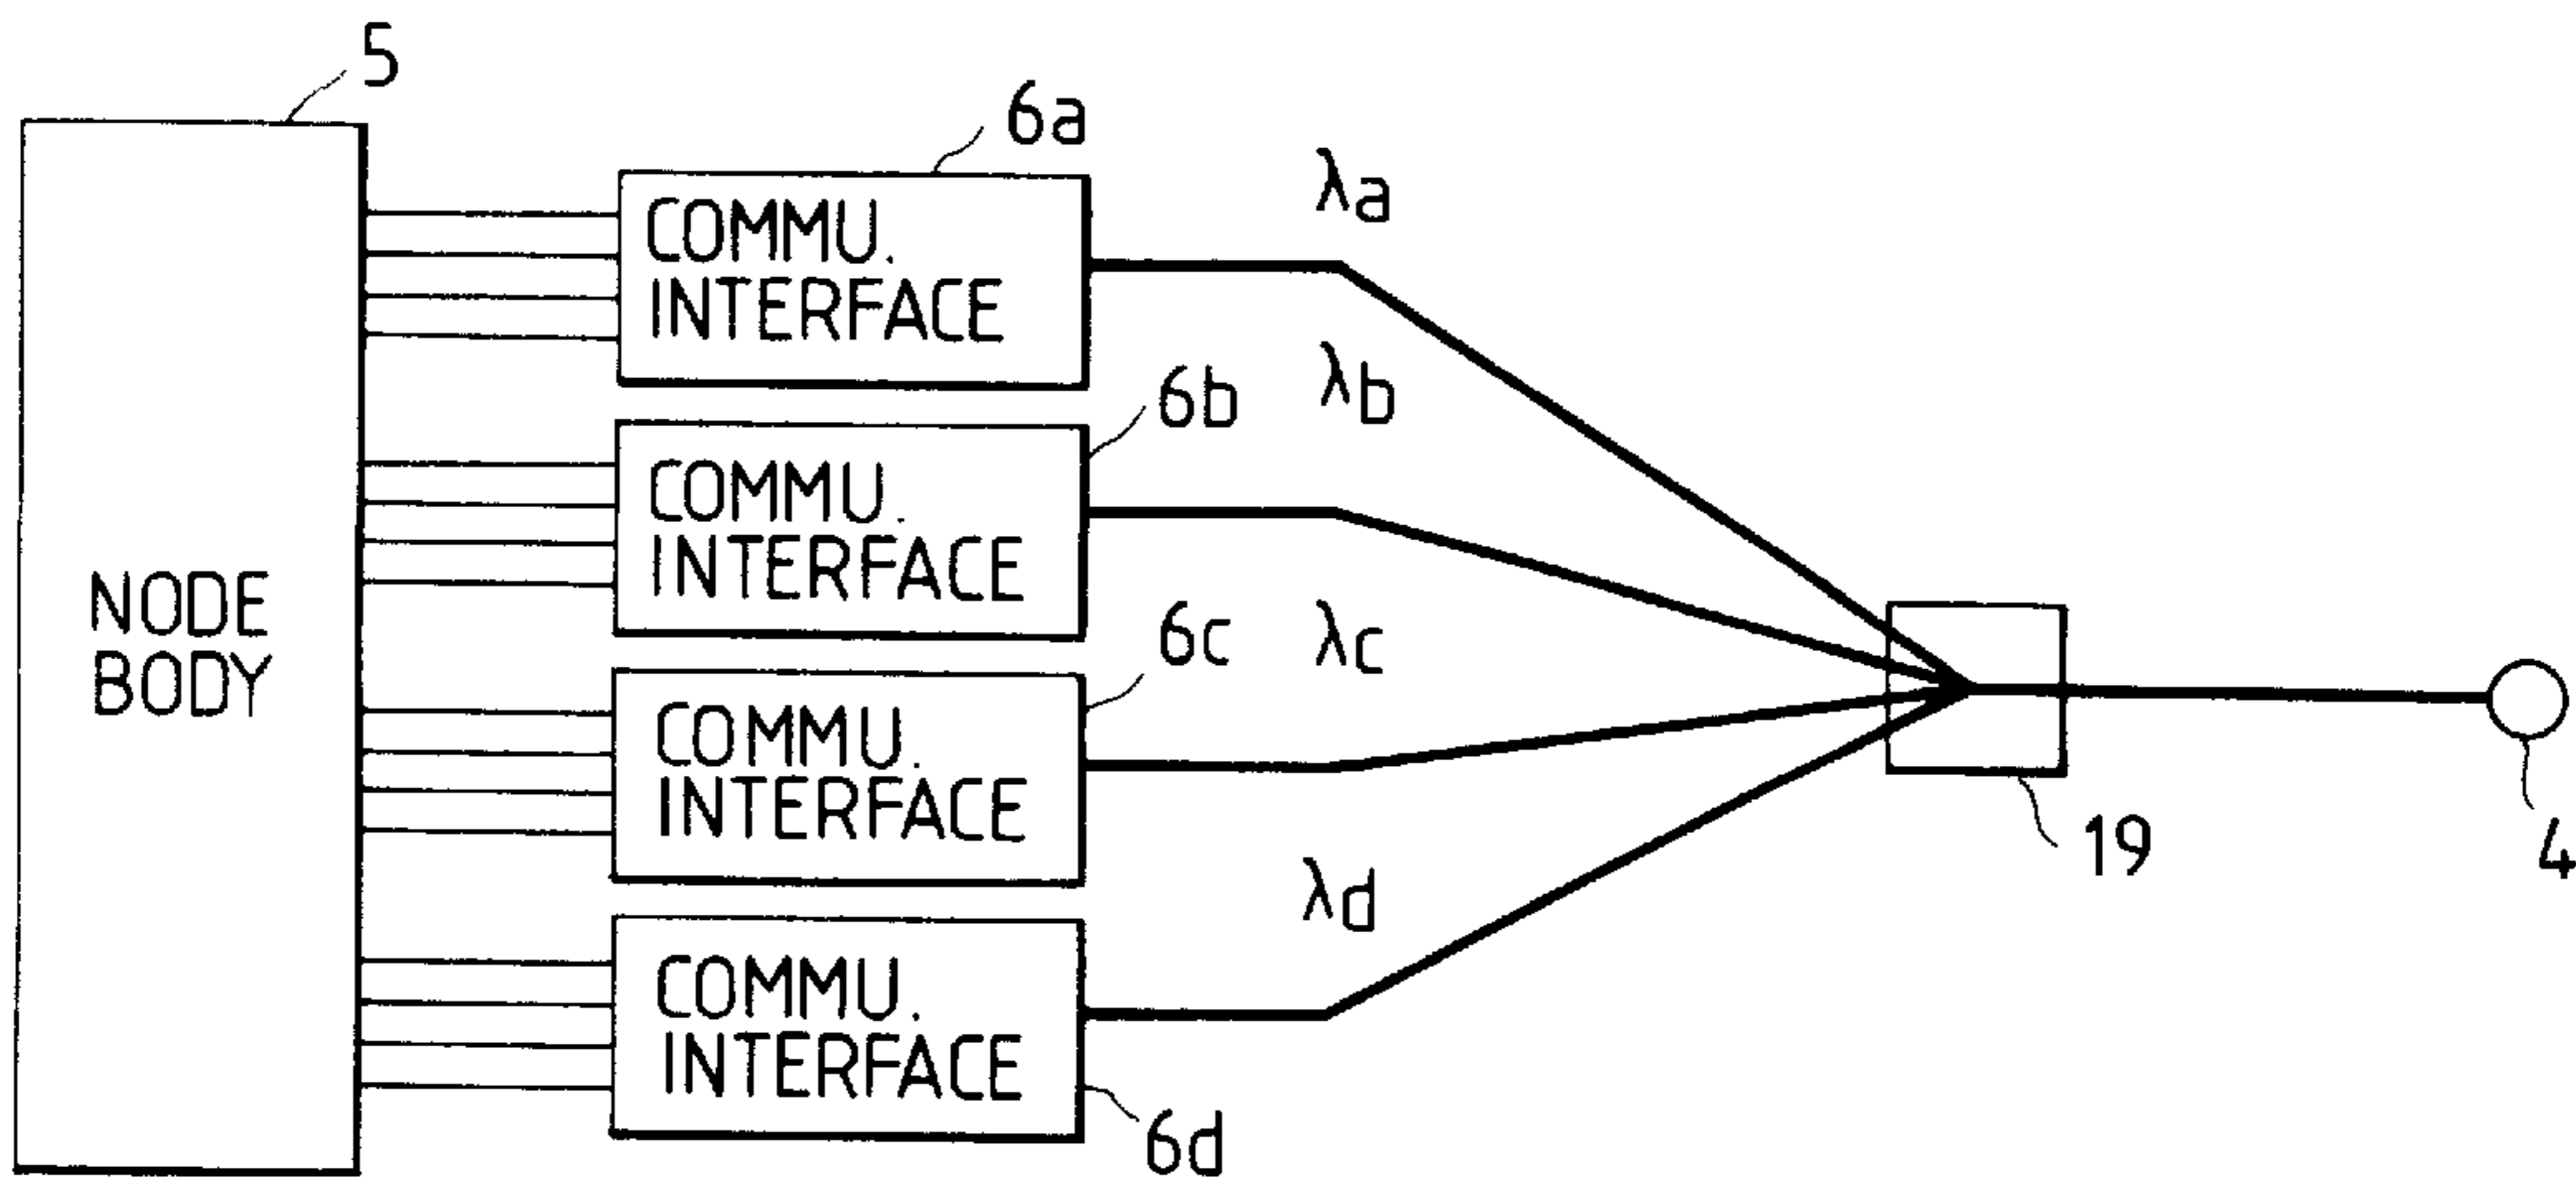 5
6a
COMMU.
INTERFACE
λa
6b
COMMU.
INTERFACE
λb
NODE
BODY
6c
COMMU.
INTERFACE
λc
19
4
COMMU.
INTERFACE
λd
6d